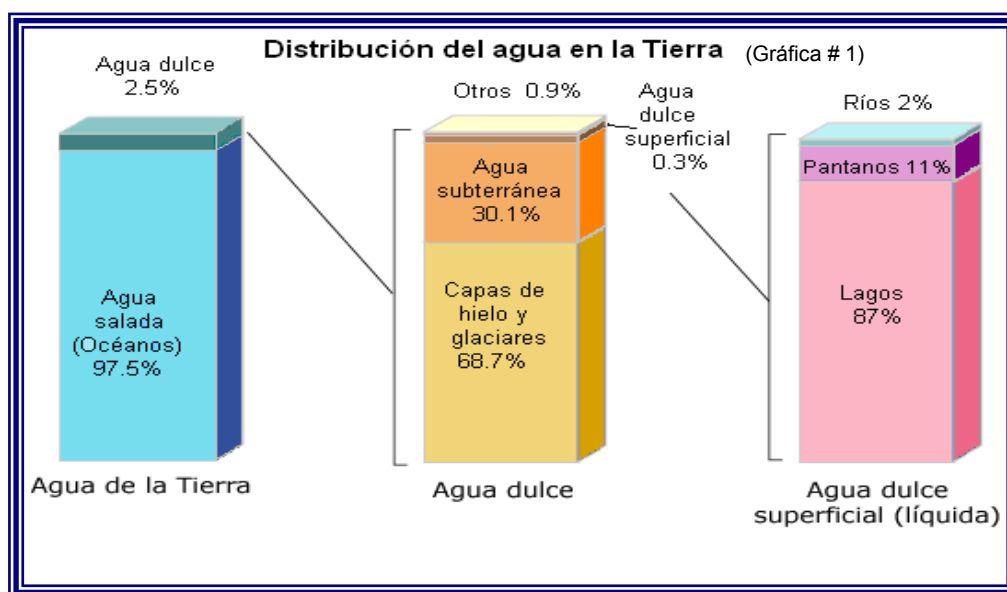 Distribución del agua en la Tierra (Gráfica # 1)
Agua dulce
2.5%
Agua
salada
(Océanos)
97.5%
Agua de la Tierra
Otros 0.9%
Agua
dulce
superficial
0.3%
Agua
subterránea
30.1%
Capas de
hielo y
glaciares
68.7%
Agua dulce
Ríos 2%
Pantanos 11%
Lagos
87%
Agua dulce
superficial (líquida)